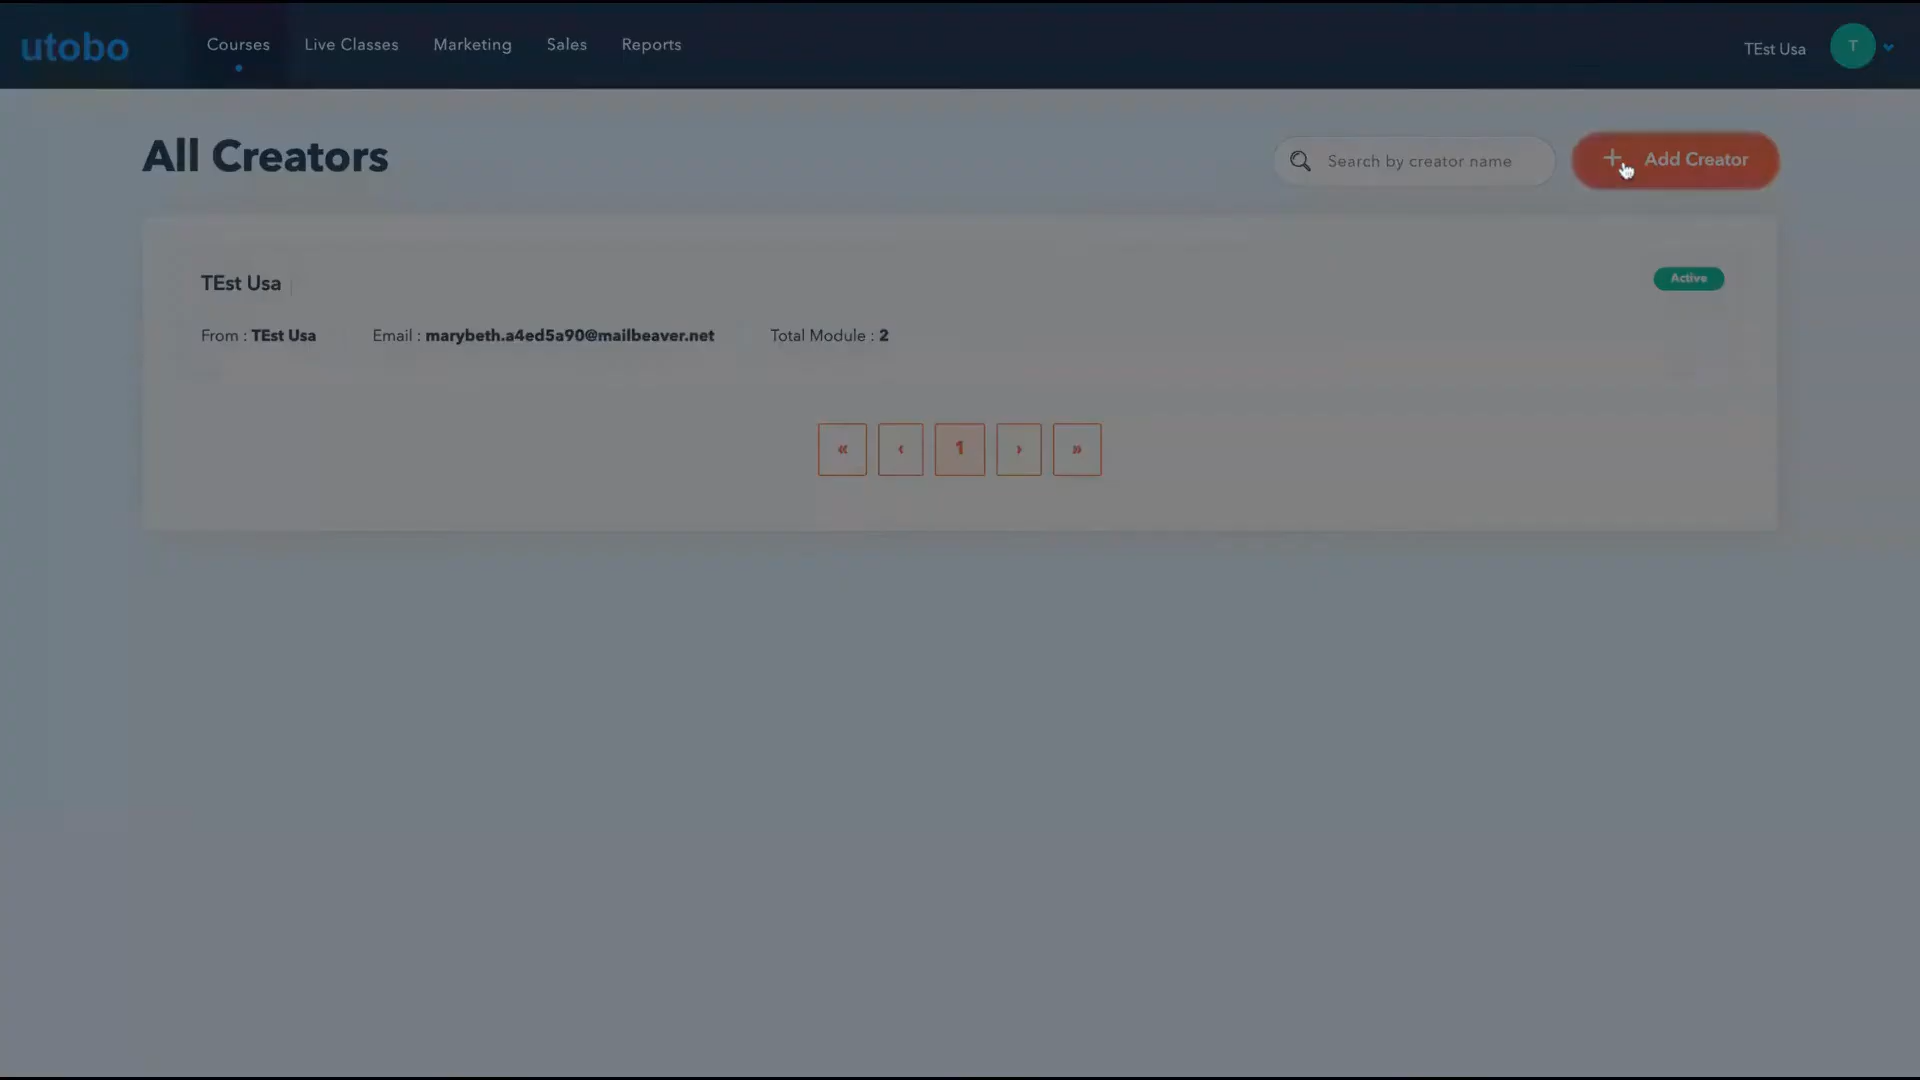 utobo Courses Live Classes Marketing Sales Reports TEst Usa T
All Creators Search by creator name + Add Creator
TEst Usa Active
From : TEst Usa Email : marybeth.a4ed5a90@mailbeaver.net Total Module : 2
« ‹ 1 › »